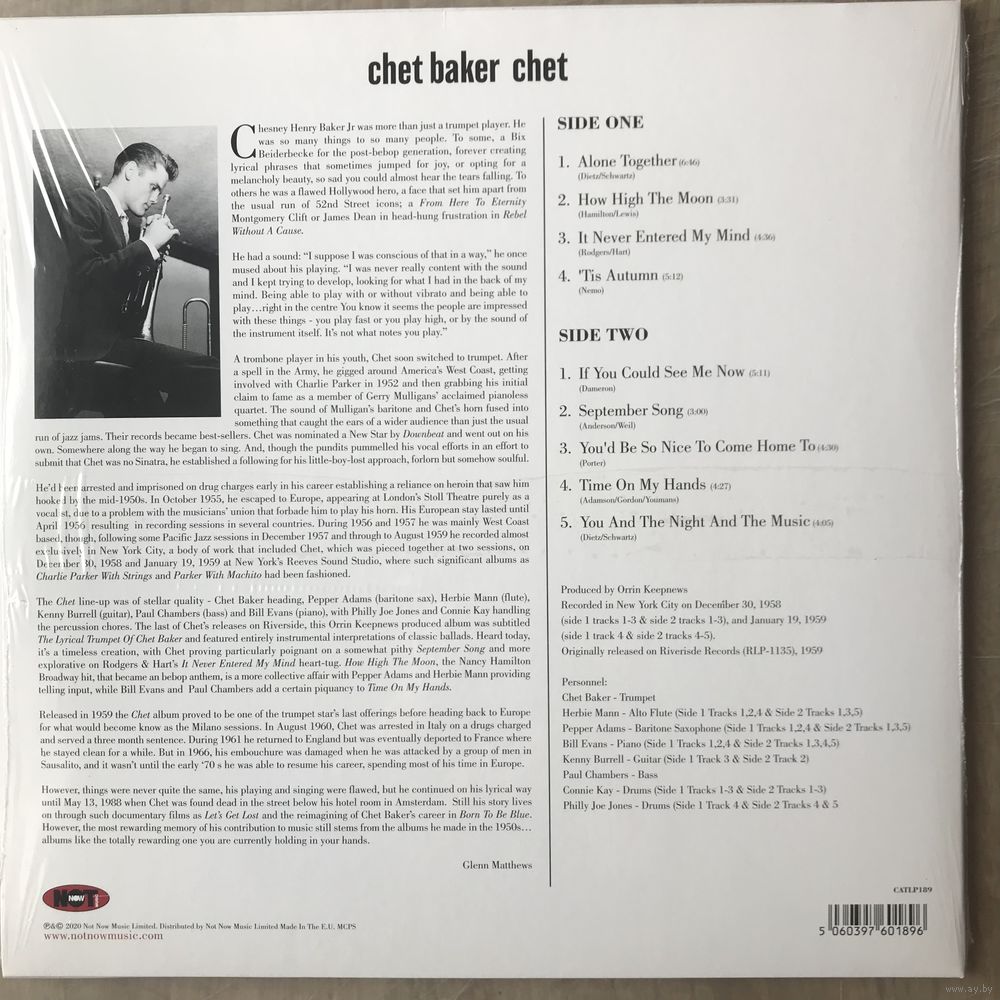 chet baker chet
Chesney Henry Baker Jr was more than just a trumpet player. He
was so many things to so many people. To some, a Bix
Beiderbecke for the post-bebop generation, forever creating
lyrical phrases that sometimes jumped for joy, or opting for a
melancholy beauty, so sad you could almost hear the tears falling. To
others he was a flawed Hollywood hero, a face that set him apart from
the usual run of 52nd Street icons; a From Here To Eternity
Montgomery Clift or James Dean in head-hung frustration in Rebel
Without A Cause.
He had a sound: “I suppose I was conscious of that in a way,” he once
mused about his playing. “I was never really content with the sound
and I kept trying to develop, looking for what I had in the back of my
mind. Being able to play with or without vibrato and being able to
play…right in the centre You know it seems the people are impressed
with these things - you play fast or you play high, or by the sound of
the instrument itself. It's not what notes you play.”
A trombone player in his youth, Chet soon switched to trumpet. After
a spell in the Army, he gigged around America's West Coast, getting
involved with Charlie Parker in 1952 and then grabbing his initial
claim to fame as a member of Gerry Mulligans' acclaimed pianoless
quartet. The sound of Mulligan's baritone and Chet's horn fused into
something that caught the ears of a wider audience than just the usual
run of jazz jams. Their records became best-sellers. Chet was nominated a New Star by Downbeat and went out on his
own. Somewhere along the way he began to sing. And, though the pundits pummelled his vocal efforts in an effort to
submit that Chet was no Sinatra, he established a following for his little-boy-lost approach, forlorn but somehow soulful.
He'd been arrested and imprisoned on drug charges early in his career establishing a reliance on heroin that saw him
hooked by the mid-1950s. In October 1955, he escaped to Europe, appearing at London's Stoll Theatre purely as a
vocalist, due to a problem with the musicians' union that forbade him to play his horn. His European stay lasted until
April 1956 resulting in recording sessions in several countries. During 1956 and 1957 he was mainly West Coast
based, though, following some Pacific Jazz sessions in December 1957 and through to August 1959 he recorded almost
exclusively in New York City, a body of work that included Chet, which was pieced together at two sessions, on
December 30, 1958 and January 19, 1959 at New York's Reeves Sound Studio, where such significant albums as
Charlie Parker With Strings and Parker With Machito had been fashioned.
The Chet line-up was of stellar quality - Chet Baker heading, Pepper Adams (baritone sax), Herbie Mann (flute),
Kenny Burrell (guitar), Paul Chambers (bass) and Bill Evans (piano), with Philly Joe Jones and Connie Kay handling
the percussion chores. The last of Chet's releases on Riverside, this Orrin Keepnews produced album was subtitled
The Lyrical Trumpet Of Chet Baker and featured entirely instrumental interpretations of classic ballads. Heard today,
it's a timeless creation, with Chet proving particularly poignant on a somewhat pithy September Song and more
explorative on Rodgers & Hart's It Never Entered My Mind heart-tug. How High The Moon, the Nancy Hamilton
Broadway hit, that became an bebop anthem, is a more collective affair with Pepper Adams and Herbie Mann providing
telling input, while Bill Evans and Paul Chambers add a certain piquancy to Time On My Hands.
Released in 1959 the Chet album proved to be one of the trumpet star's last offerings before heading back to Europe
for what would become know as the Milano sessions. In August 1960, Chet was arrested in Italy on a drugs charged
and served a three month sentence. During 1961 he returned to England but was eventually deported to France where
he stayed clean for a while. But in 1966, his embouchure was damaged when he was attacked by a group of men in
Sausalito, and it wasn't until the early '70 s he was able to resume his career, spending most of his time in Europe.
However, things were never quite the same, his playing and singing were flawed, but he continued on his lyrical way
until May 13, 1988 when Chet was found dead in the street below his hotel room in Amsterdam. Still his story lives
on through such documentary films as Let's Get Lost and the reimagining of Chet Baker's career in Born To Be Blue.
However, the most rewarding memory of his contribution to music still stems from the albums he made in the 1950s…
albums like the totally rewarding one you are currently holding in your hands.
Glenn Matthews
NOT NOW
℗&© 2020 Not Now Music Limited. Distributed by Not Now Music Limited Made In The E.U. MCPS
www.notnowmusic.com
SIDE ONE
1. Alone Together (6:46)
(Dietz/Schwartz)
2. How High The Moon (3:31)
(Hamilton/Lewis)
3. It Never Entered My Mind (4:36)
(Rodgers/Hart)
4. 'Tis Autumn (5:12)
(Nemo)
SIDE TWO
1. If You Could See Me Now (5:11)
(Dameron)
2. September Song (3:00)
(Anderson/Weil)
3. You'd Be So Nice To Come Home To (4:30)
(Porter)
4. Time On My Hands (4:27)
(Adamson/Gordon/Youmans)
5. You And The Night And The Music (4:05)
(Dietz/Schwartz)
Produced by Orrin Keepnews
Recorded in New York City on December 30, 1958
(side 1 tracks 1-3 & side 2 tracks 1-3), and January 19, 1959
(side 1 track 4 & side 2 tracks 4-5).
Originally released on Riverisde Records (RLP-1135), 1959
Personnel:
Chet Baker - Trumpet
Herbie Mann - Alto Flute (Side 1 Tracks 1,2,4 & Side 2 Tracks 1,3,5)
Pepper Adams - Baritone Saxophone (Side 1 Tracks 1,2,4 & Side 2 Tracks 1,3,5)
Bill Evans - Piano (Side 1 Tracks 1,2,4 & Side 2 Tracks 1,3,4,5)
Kenny Burrell - Guitar (Side 1 Track 3 & Side 2 Track 2)
Paul Chambers - Bass
Connie Kay - Drums (Side 1 Tracks 1-3 & Side 2 Tracks 1-3)
Philly Joe Jones - Drums (Side 1 Track 4 & Side 2 Tracks 4 & 5
CATLP189
5 060397 601896
www.ay.by